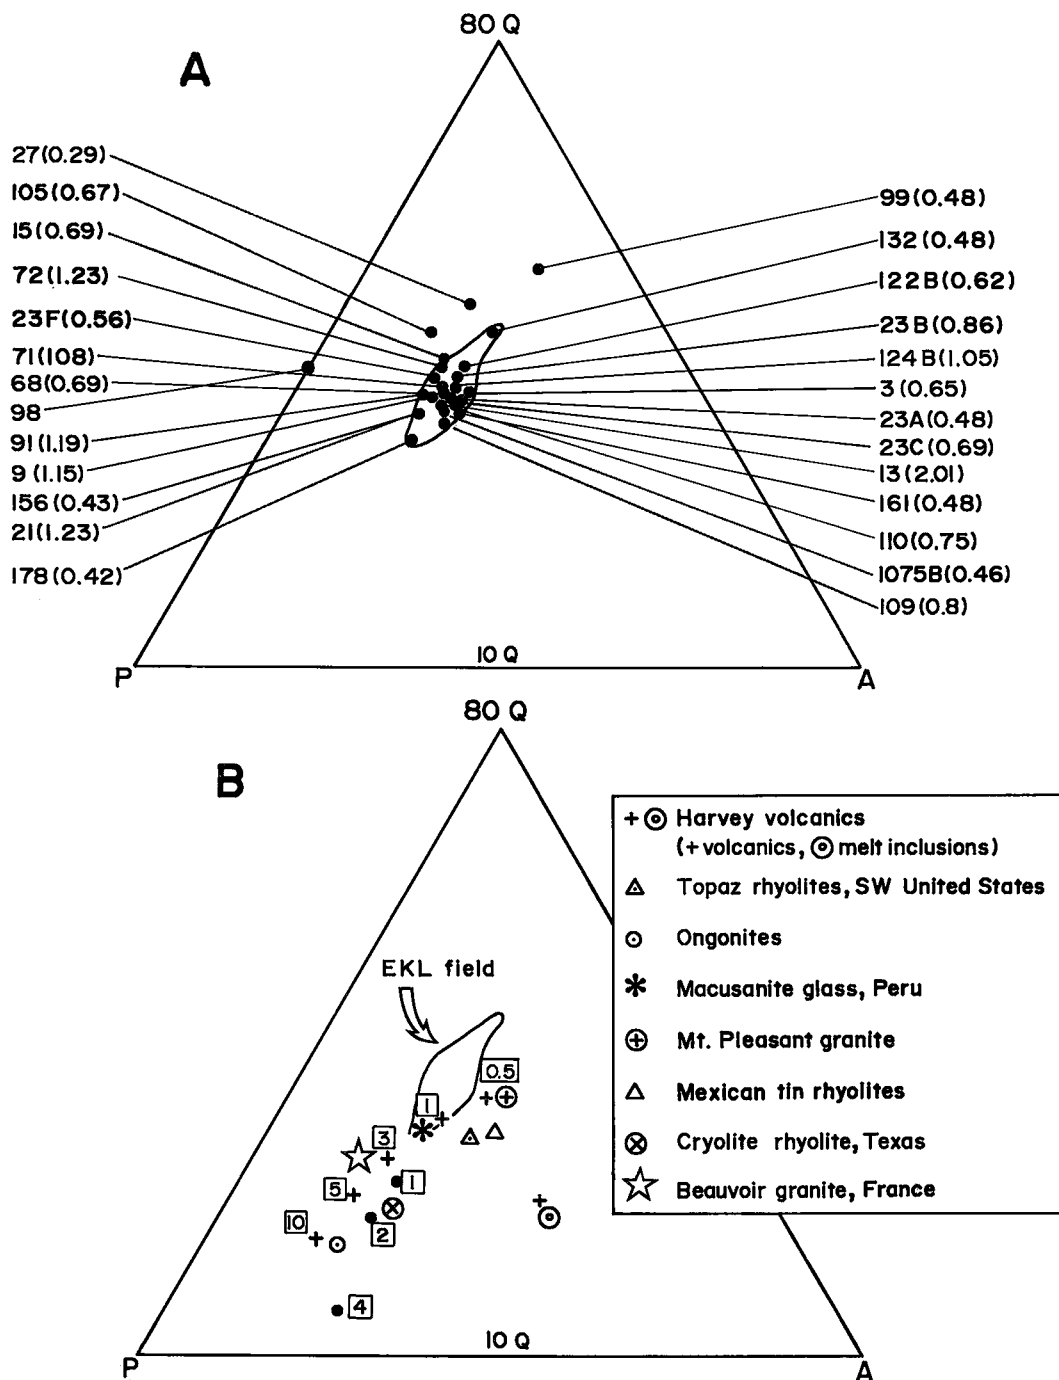 80 Q
A
27(0.29)
105(0.67)
15(0.69)
72(1.23)
23F(0.56)
71(108)
68(0.69)
98
91(1.19)
9(1.15)
156(0.43)
21(1.23)
178(0.42)
99(0.48)
132(0.48)
122B(0.62)
23B(0.86)
124B(1.05)
3(0.65)
23A(0.48)
23C(0.69)
13(2.01)
161(0.48)
110(0.75)
1075B(0.46)
109(0.8)
P
10 Q
A
80 Q
B
Harvey volcanics
(+ volcanics, melt inclusions)
Topaz rhyolites, SW United States
Ongonites
Macusanite glass, Peru
Mt. Pleasant granite
Mexican tin rhyolites
Cryolite rhyolite, Texas
Beauvoir granite, France
EKL field
0.5
1
3
1
5
10
2
4
P
10 Q
A